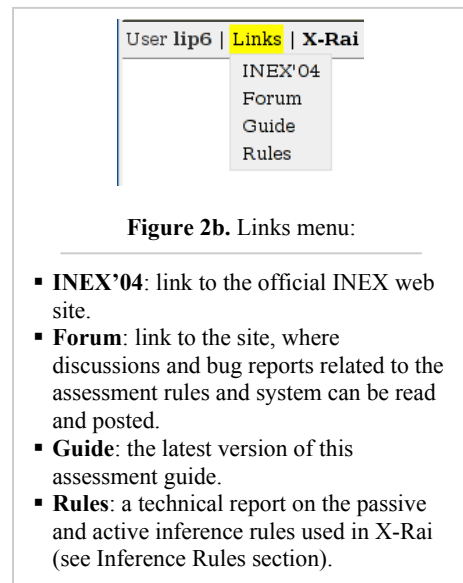 User lip6 | Links | X-Rai
INEX'04
Forum
Guide
Rules
Figure 2b. Links menu:
▪ INEX’04: link to the official INEX web
site.
▪ Forum: link to the site, where
discussions and bug reports related to the
assessment rules and system can be read
and posted.
▪ Guide: the latest version of this
assessment guide.
▪ Rules: a technical report on the passive
and active inference rules used in X-Rai
(see Inference Rules section).